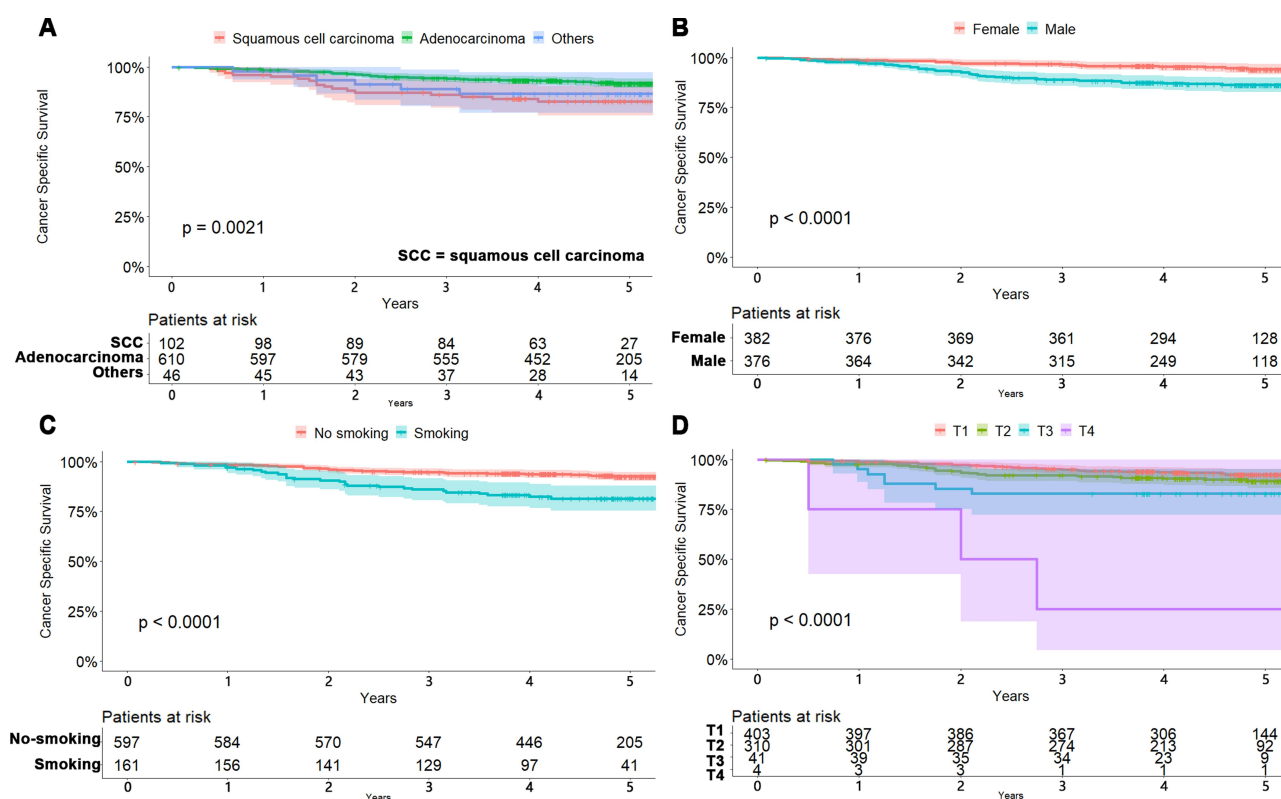 A
Squamous cell carcinoma Adenocarcinoma Others
100%
75%
50%
25%
0%
Cancer Specific Survival
p = 0.0021
SCC = squamous cell carcinoma
0 1 2 3 4 5
Years
Patients at risk
SCC 102 98 89 84 63 27
Adenocarcinoma 610 597 579 555 452 205
Others 46 45 43 37 28 14
0 1 2 3 4 5
Years
B
Female Male
100%
75%
50%
25%
0%
Cancer Specific Survival
p < 0.0001
0 1 2 3 4 5
Years
Patients at risk
Female 382 376 369 361 294 128
Male 376 364 342 315 249 118
0 1 2 3 4 5
Years
C
No smoking Smoking
100%
75%
50%
25%
0%
Cancer Specific Survival
p < 0.0001
0 1 2 3 4 5
Years
Patients at risk
No-smoking 597 584 570 547 446 205
Smoking 161 156 141 129 97 41
0 1 2 3 4 5
Years
D
T1 T2 T3 T4
100%
75%
50%
25%
0%
Cancer Specific Survival
p < 0.0001
0 1 2 3 4 5
Years
Patients at risk
T1 403 397 386 367 306 144
T2 310 301 287 274 213 92
T3 41 39 35 34 23 9
T4 4 3 3 1 1 1
0 1 2 3 4 5
Years